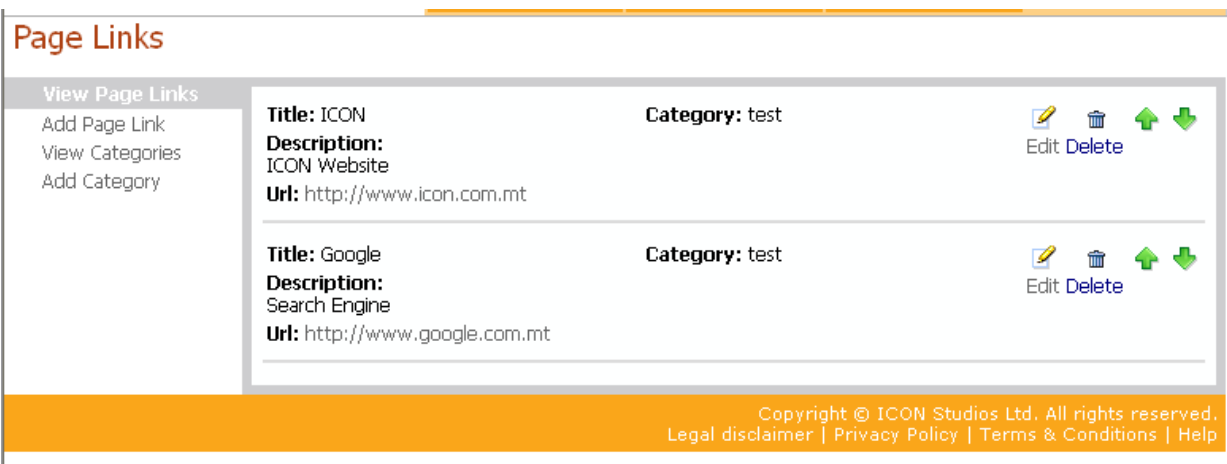 Page Links
View Page Links
Add Page Link
View Categories
Add Category
Title: ICON Category: test
Edit Delete
Description:
ICON Website
Url: http://www.icon.com.mt
Title: Google Category: test
Edit Delete
Description:
Search Engine
Url: http://www.google.com.mt
Copyright © ICON Studios Ltd. All rights reserved.
Legal disclaimer | Privacy Policy | Terms & Conditions | Help